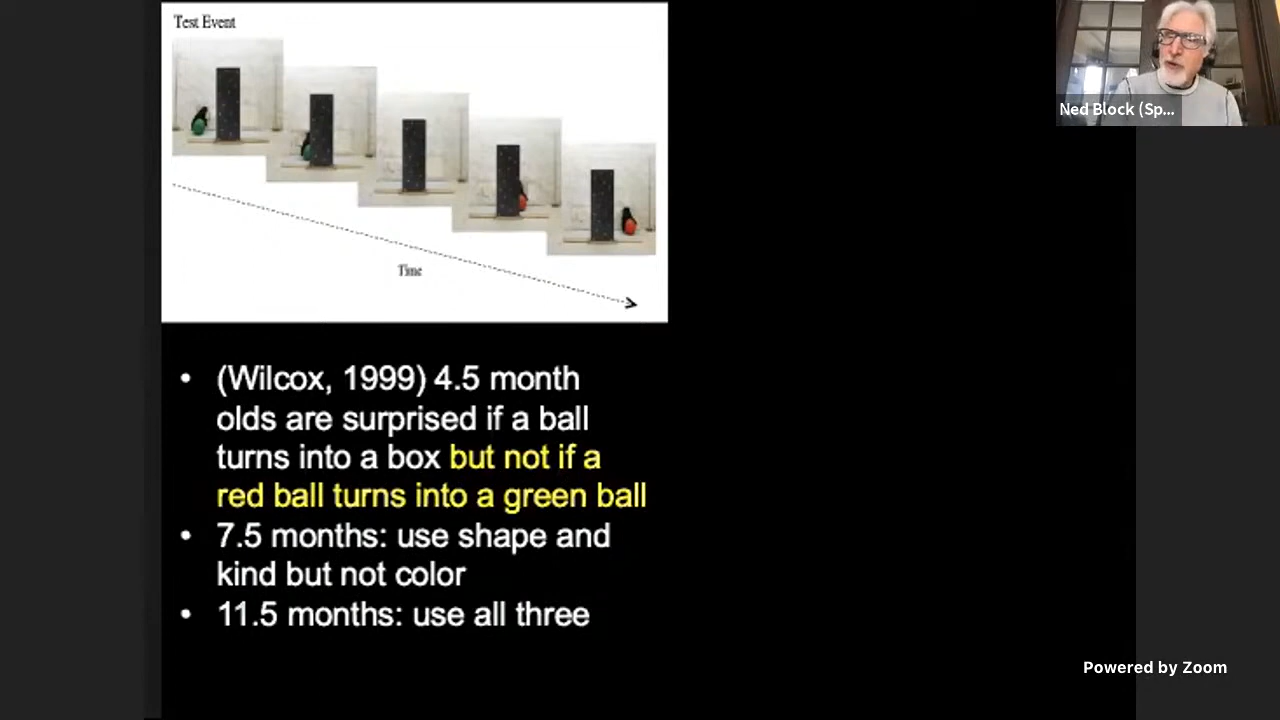 Test Event
Ned Block (Sp...
Time
• (Wilcox, 1999) 4.5 month
olds are surprised if a ball
turns into a box but not if a
red ball turns into a green ball
• 7.5 months: use shape and
kind but not color
• 11.5 months: use all three
Powered by Zoom